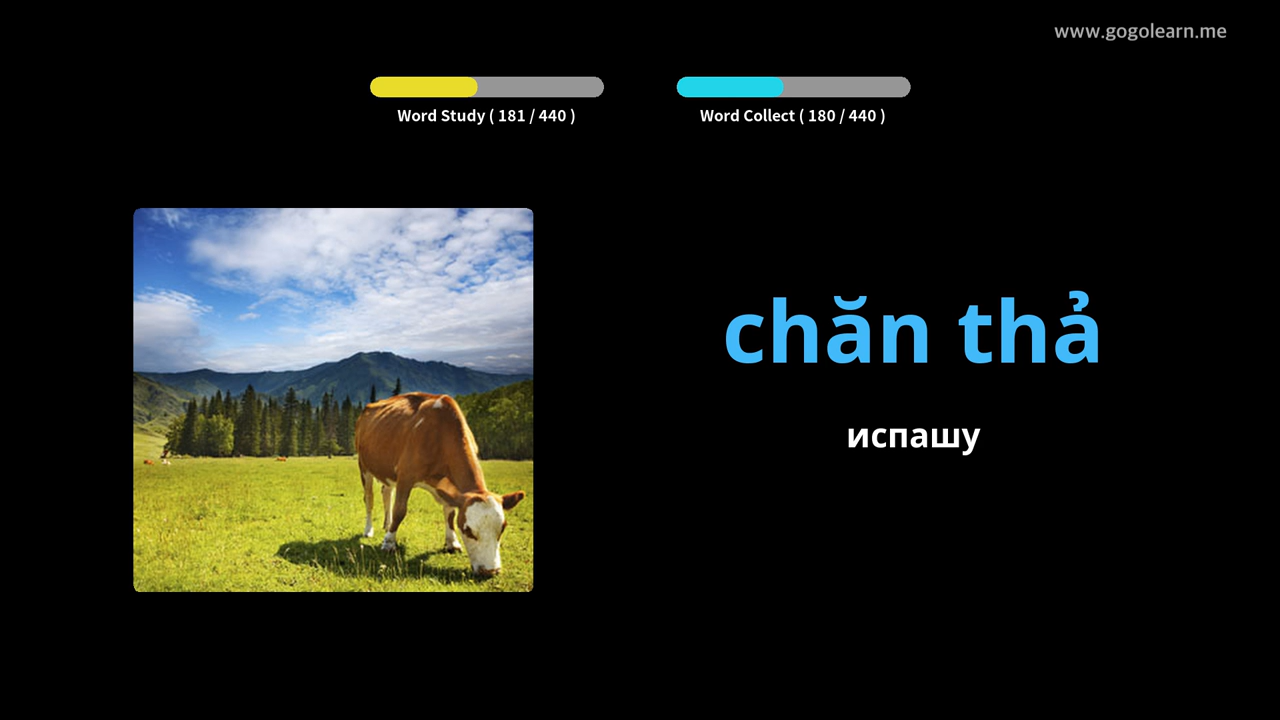 www.gogolearn.me
Word Study ( 181 / 440 )
Word Collect ( 180 / 440 )
chăn thả
испашу